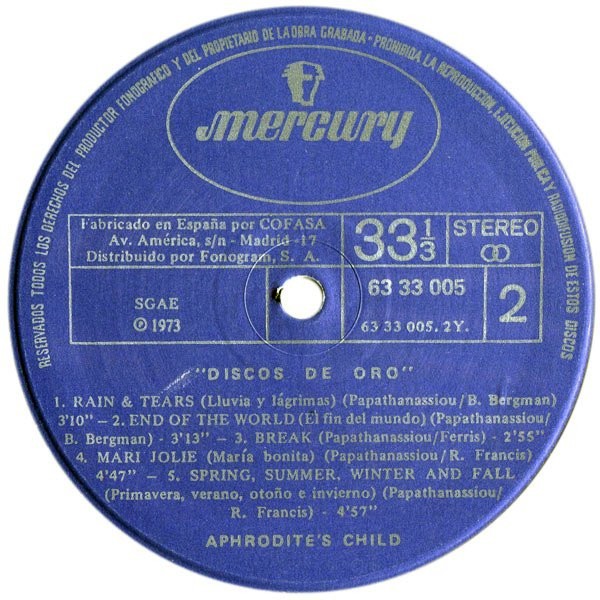 RESERVADOS TODOS LOS DERECHOS DEL PRODUCTOR FONOGRAFICO Y DEL PROPIETARIO DE LA OBRA GRABADA - PROHIBIDA LA REPRODUCCION, EJECUCION PUBLICA Y RADIODIFUSION DE ESTOS DISCOS
mercury
Fabricado en España por COFASA
Av. América, s/n - Madrid -17
Distribuido por Fonogram, S. A.
33 1/3
STEREO
SGAE
℗ 1973
63 33 005
63 33 005. 2Y.
2
"DISCOS DE ORO"
1. RAIN & TEARS (Lluvia y lágrimas) (Papathanassiou/B. Bergman)
3'10" - 2. END OF THE WORLD (El fin del mundo) (Papathanassiou/
B. Bergman) - 3'13" - 3. BREAK (Papathanassiou/Ferris) - 2'55"
4. MARI JOLIE (María bonita) (Papathanassiou/R. Francis)
4'47" - 5. SPRING, SUMMER, WINTER AND FALL
(Primavera, verano, otoño e invierno) (Papathanassiou/
R. Francis) - 4'57"
APHRODITE'S CHILD